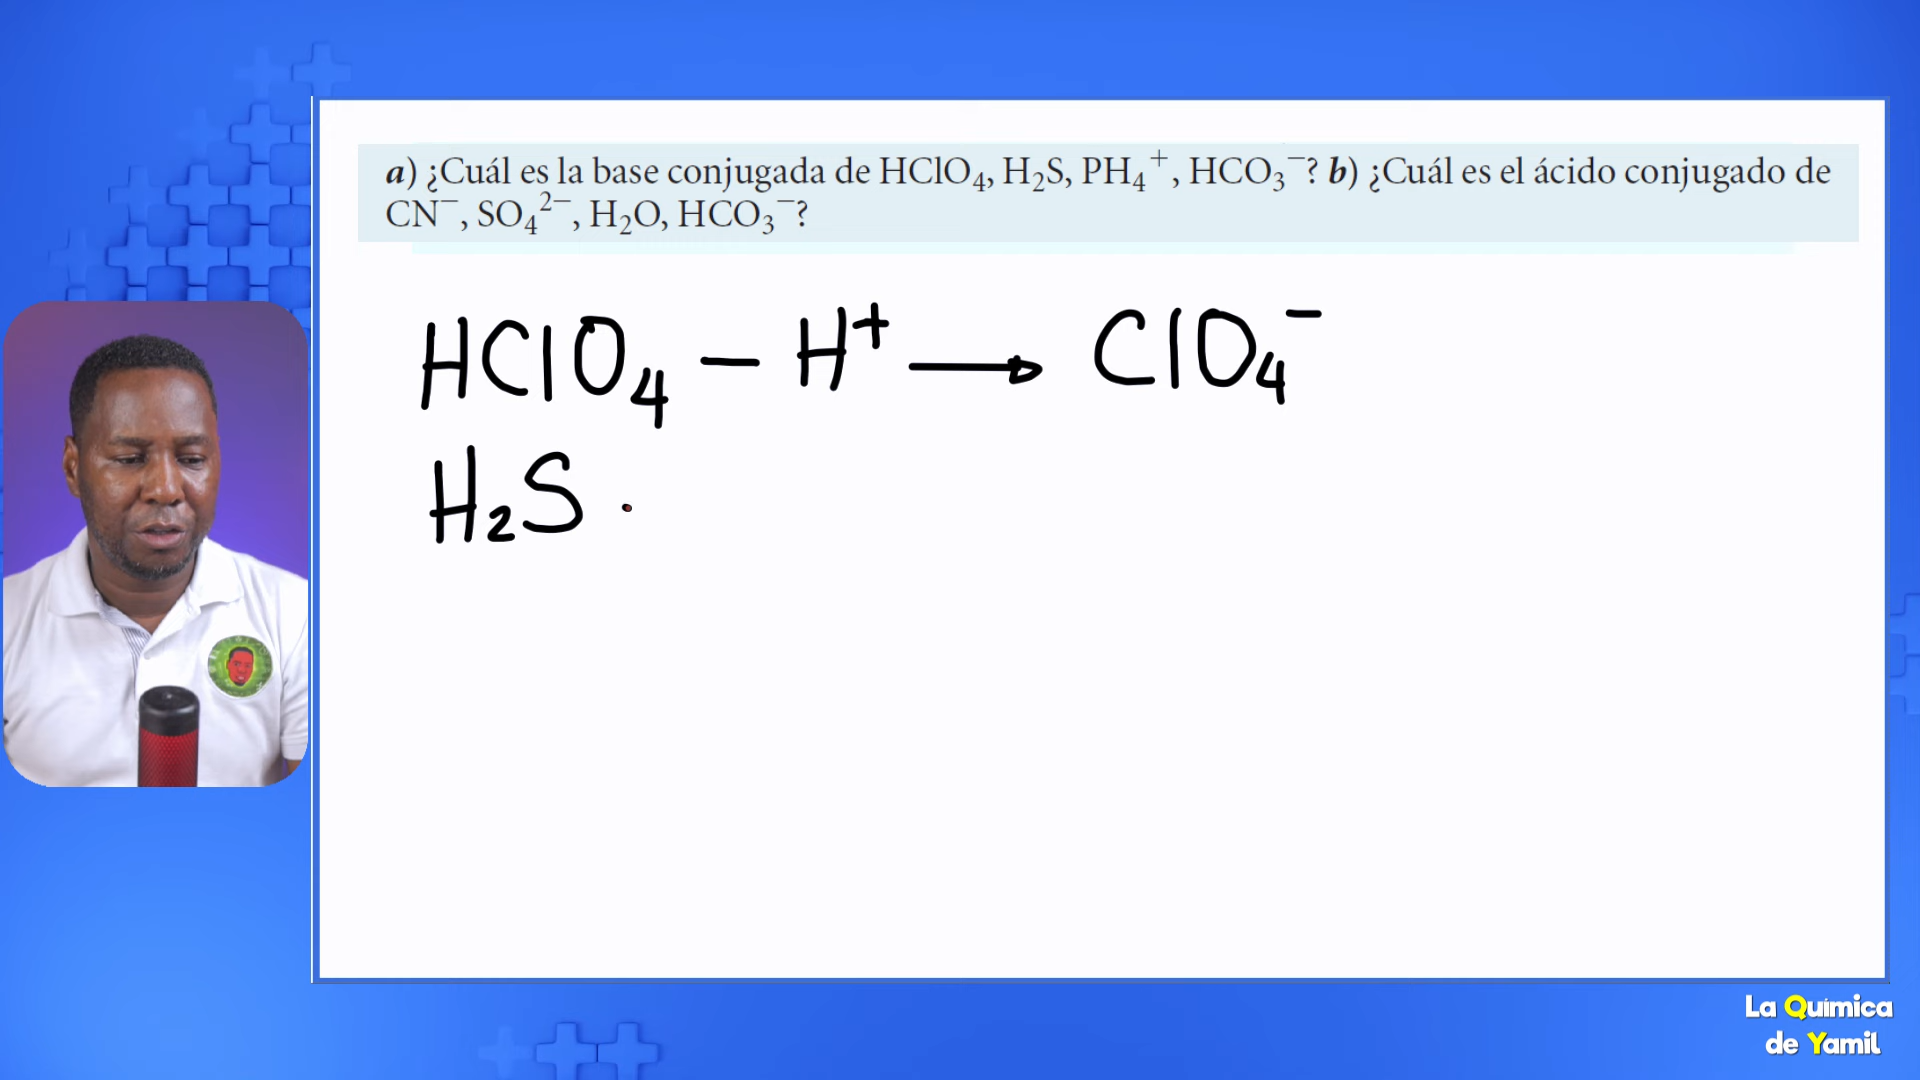 a) ¿Cuál es la base conjugada de HClO₄, H₂S, PH₄⁺, HCO₃⁻? b) ¿Cuál es el ácido conjugado de
CN⁻, SO₄²⁻, H₂O, HCO₃⁻?
HClO₄ – H⁺ → ClO₄⁻
H₂S
La Química
de Yamil